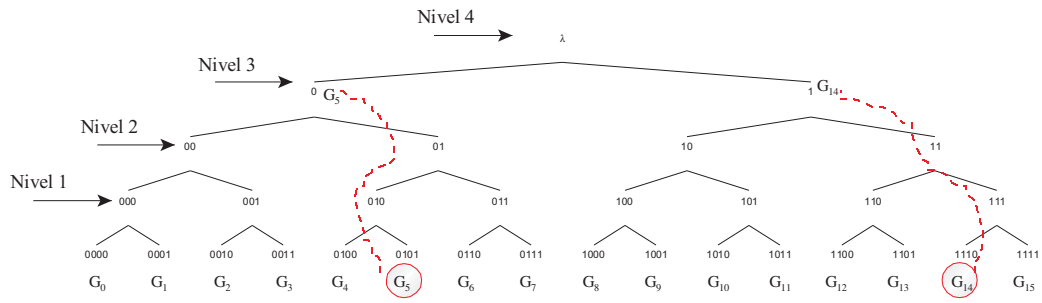 Nivel 4 λ
Nivel 3 0 G₅ 1 G₁₄
Nivel 2 00 01 10 11
Nivel 1 000 001 010 011 100 101 110 111
0000 0001 0010 0011 0100 0101 0110 0111 1000 1001 1010 1011 1100 1101 1110 1111
G₀ G₁ G₂ G₃ G₄ G₅ G₆ G₇ G₈ G₉ G₁₀ G₁₁ G₁₂ G₁₃ G₁₄ G₁₅